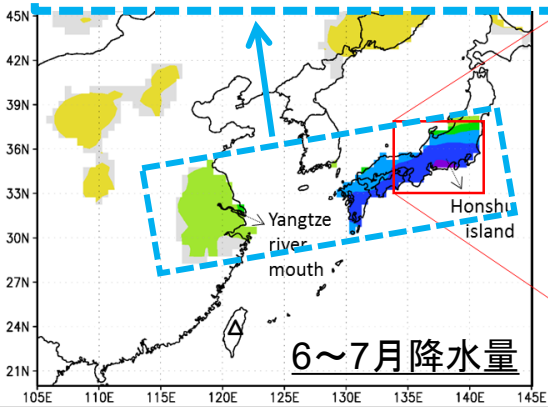 45N
42N
39N
36N
33N
30N
27N
24N
21N
Yangtze
river
mouth
Honshu
island
6～7月降水量
105E 110E 115E 120E 125E 130E 135E 140E 145E